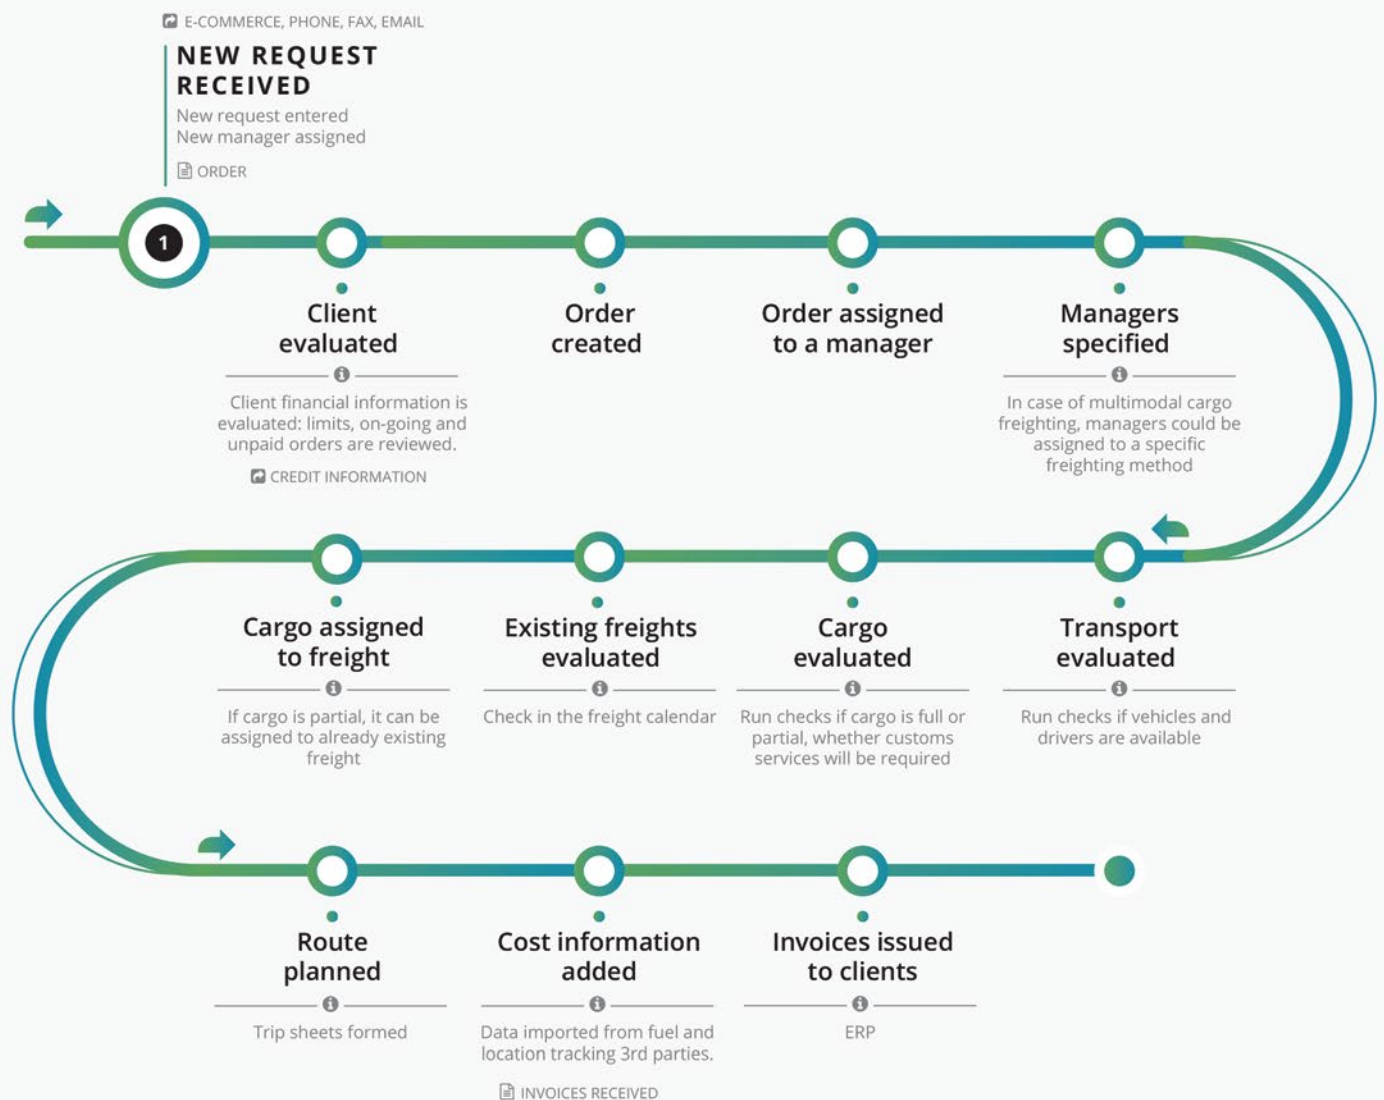 E-COMMERCE, PHONE, FAX, EMAIL
NEW REQUEST
RECEIVED
New request entered
New manager assigned
ORDER
1
Client
evaluated
Client financial information is
evaluated: limits, on-going and
unpaid orders are reviewed.
CREDIT INFORMATION
Order
created
Order assigned
to a manager
Managers
specified
In case of multimodal cargo
freighting, managers could be
assigned to a specific
freighting method
Transport
evaluated
Run checks if vehicles and
drivers are available
Cargo
evaluated
Run checks if cargo is full or
partial, whether customs
services will be required
Existing freights
evaluated
Check in the freight calendar
Cargo assigned
to freight
If cargo is partial, it can be
assigned to already existing
freight
Route
planned
Trip sheets formed
Cost information
added
Data imported from fuel and
location tracking 3rd parties.
INVOICES RECEIVED
Invoices issued
to clients
ERP